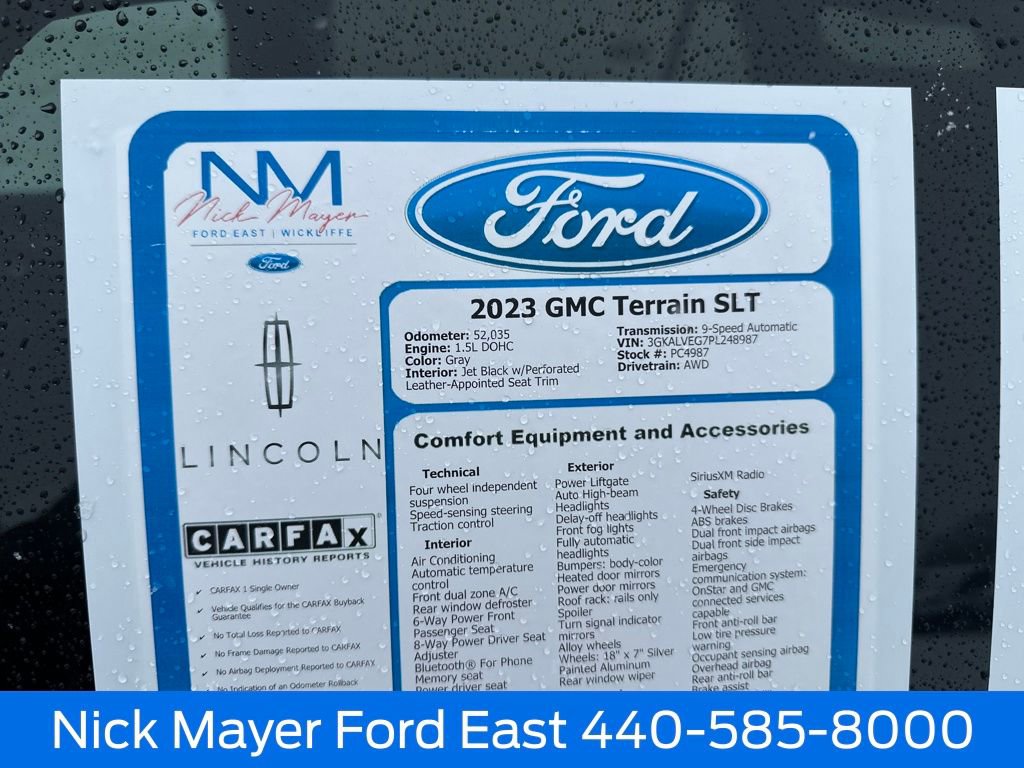 NM
Nick Mayer
FORD EAST | WICKLIFFE
Ford
Ford
LINCOLN
CARFAX
VEHICLE HISTORY REPORTS
✓ CARFAX 1 Single Owner
✓ Vehicle Qualifies for the CARFAX Buyback
Guarantee
✓ No Total Loss Reported to CARFAX
✓ No Frame Damage Reported to CARFAX
✓ No Airbag Deployment Reported to CARFAX
✓ No Indication of an Odometer Rollback
2023 GMC Terrain SLT
Odometer: 52,035
Engine: 1.5L DOHC
Color: Gray
Interior: Jet Black w/Perforated
Leather-Appointed Seat Trim
Transmission: 9-Speed Automatic
VIN: 3GKALVEG7PL248987
Stock #: PC4987
Drivetrain: AWD
Comfort Equipment and Accessories
Technical
Four wheel independent
suspension
Speed-sensing steering
Traction control
Interior
Air Conditioning
Automatic temperature
control
Front dual zone A/C
Rear window defroster
6-Way Power Front
Passenger Seat
8-Way Power Driver Seat
Adjuster
Bluetooth® For Phone
Memory seat
Power driver seat
Exterior
Power Liftgate
Auto High-beam
Headlights
Delay-off headlights
Front fog lights
Fully automatic
headlights
Bumpers: body-color
Heated door mirrors
Power door mirrors
Roof rack: rails only
Spoiler
Turn signal indicator
mirrors
Alloy wheels
Wheels: 18" x 7" Silver
Painted Aluminum
Rear window wiper
SiriusXM Radio
Safety
4-Wheel Disc Brakes
ABS brakes
Dual front impact airbags
Dual front side impact
airbags
Emergency
communication system:
OnStar and GMC
connected services
capable
Front anti-roll bar
Low tire pressure
warning
Occupant sensing airbag
Overhead airbag
Rear anti-roll bar
Brake assist
Nick Mayer Ford East 440-585-8000